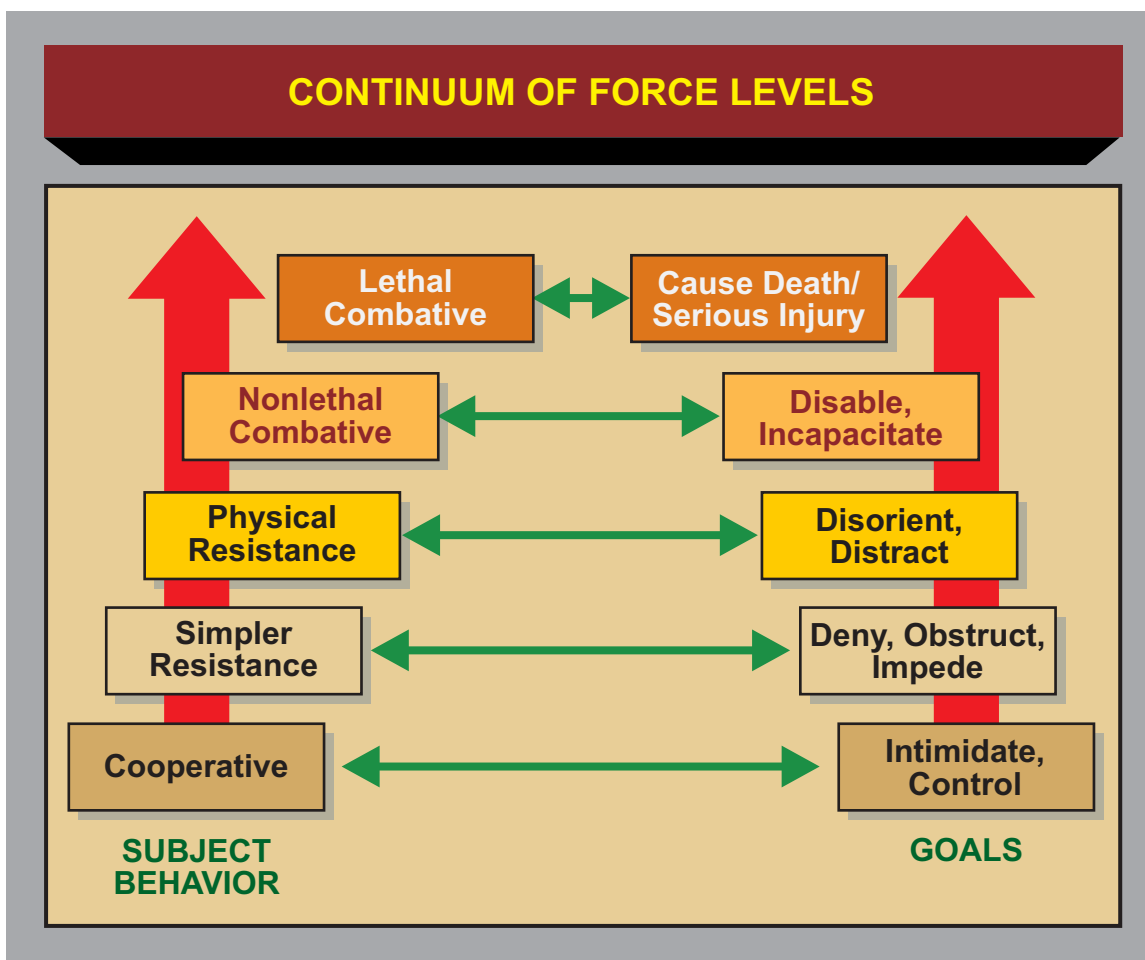 CONTINUUM OF FORCE LEVELS
Lethal
Combative
Cause Death/
Serious Injury
Nonlethal
Combative
Disable,
Incapacitate
Physical
Resistance
Disorient,
Distract
Simpler
Resistance
Deny, Obstruct,
Impede
Cooperative
Intimidate,
Control
SUBJECT
BEHAVIOR
GOALS